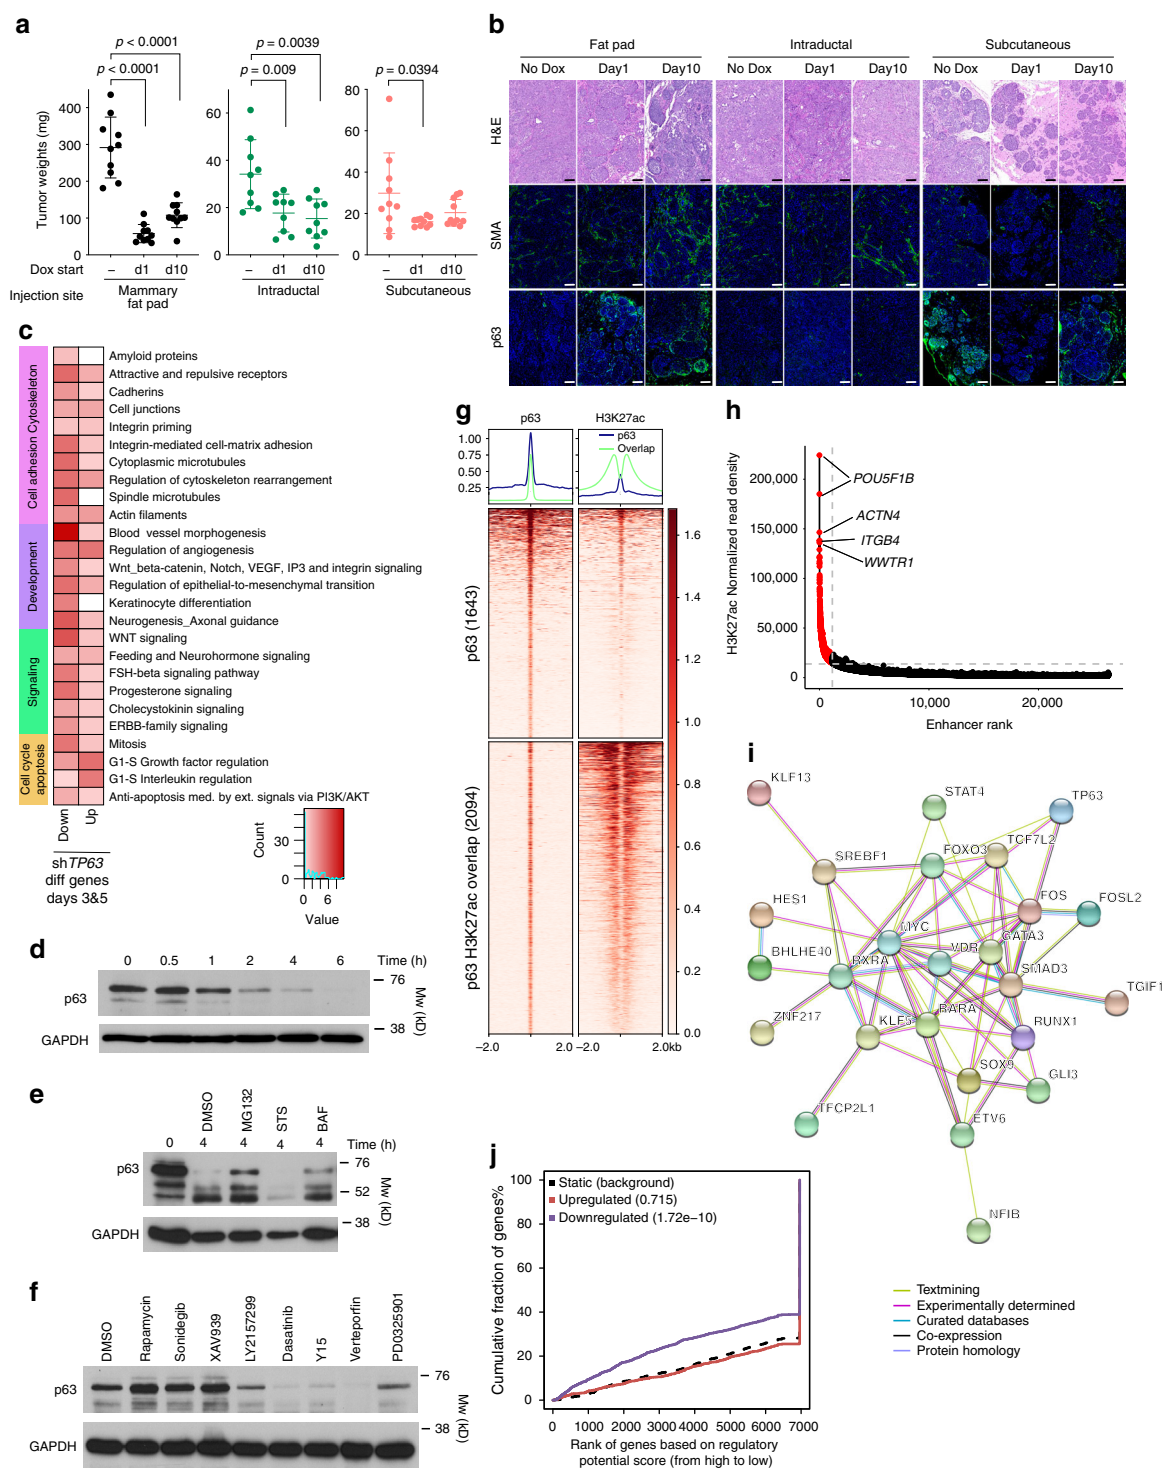 a
p < 0.0001
p < 0.0001
p = 0.0039
p = 0.009
p = 0.0394
Tumor weights (mg)
400
300
200
100
0
60
40
20
0
80
60
40
20
0
Dox start
– d1 d10
– d1 d10
– d1 d10
Injection site
Mammary
fat pad
Intraductal
Subcutaneous
b
Fat pad Intraductal Subcutaneous
No Dox Day1 Day10 No Dox Day1 Day10 No Dox Day1 Day10
H&E
SMA
p63
c
Cell adhesion Cytoskeleton
Development
Signaling
Cell cycle
apoptosis
Amyloid proteins
Attractive and repulsive receptors
Cadherins
Cell junctions
Integrin priming
Integrin-mediated cell-matrix adhesion
Cytoplasmic microtubules
Regulation of cytoskeleton rearrangement
Spindle microtubules
Actin filaments
Blood vessel morphogenesis
Regulation of angiogenesis
Wnt_beta-catenin, Notch, VEGF, IP3 and integrin signaling
Regulation of epithelial-to-mesenchymal transition
Keratinocyte differentiation
Neurogenesis_Axonal guidance
WNT signaling
Feeding and Neurohormone signaling
FSH-beta signaling pathway
Progesterone signaling
Cholecystokinin signaling
ERBB-family signaling
Mitosis
G1-S Growth factor regulation
G1-S Interleukin regulation
Anti-apoptosis med. by ext. signals via PI3K/AKT
Down
Up
shTP63
diff genes
days 3&5
Count
30
0
0 2 6
Value
d
0 0.5 1 2 4 6 Time (h)
p63
GAPDH
76
38
Mw (kD)
e
DMSO
MG132
STS
BAF
0 4 4 4 4 Time (h)
p63
GAPDH
76
52
38
Mw (kD)
f
DMSO
Rapamycin
Sonidegib
XAV939
LY2157299
Dasatinib
Y15
Verteporfin
PD0325901
p63
GAPDH
76
38
Mw (kD)
g
p63 H3K27ac
1.00
0.75
0.50
0.25
p63
Overlap
p63 (1643)
p63 H3K27ac overlap (2094)
–2.0 2.0 –2.0 2.0kb
1.6
1.4
1.2
1.0
0.8
0.6
0.4
0.2
0.0
h
H3K27ac Normalized read density
200,000
150,000
100,000
50,000
0
POU5F1B
ACTN4
ITGB4
WWTR1
0 10,000 20,000
Enhancer rank
i
KLF13
STAT4
TP63
SREBF1
FOXO3
TCF7L2
HES1
FOS
FOSL2
MYC
BHLHE40
RXRA
VDR
GATA3
SMAD3
TGIF1
ZNF217
KLF5
RARA
RUNX1
SOX9
GLI3
TFCP2L1
ETV6
NFIB
Textmining
Experimentally determined
Curated databases
Co-expression
Protein homology
j
Cumulative fraction of genes%
100
80
60
40
20
0
Static (background)
Upregulated (0.715)
Downregulated (1.72e–10)
0 1000 2000 3000 4000 5000 6000 7000
Rank of genes based on regulatory
potential score (from high to low)